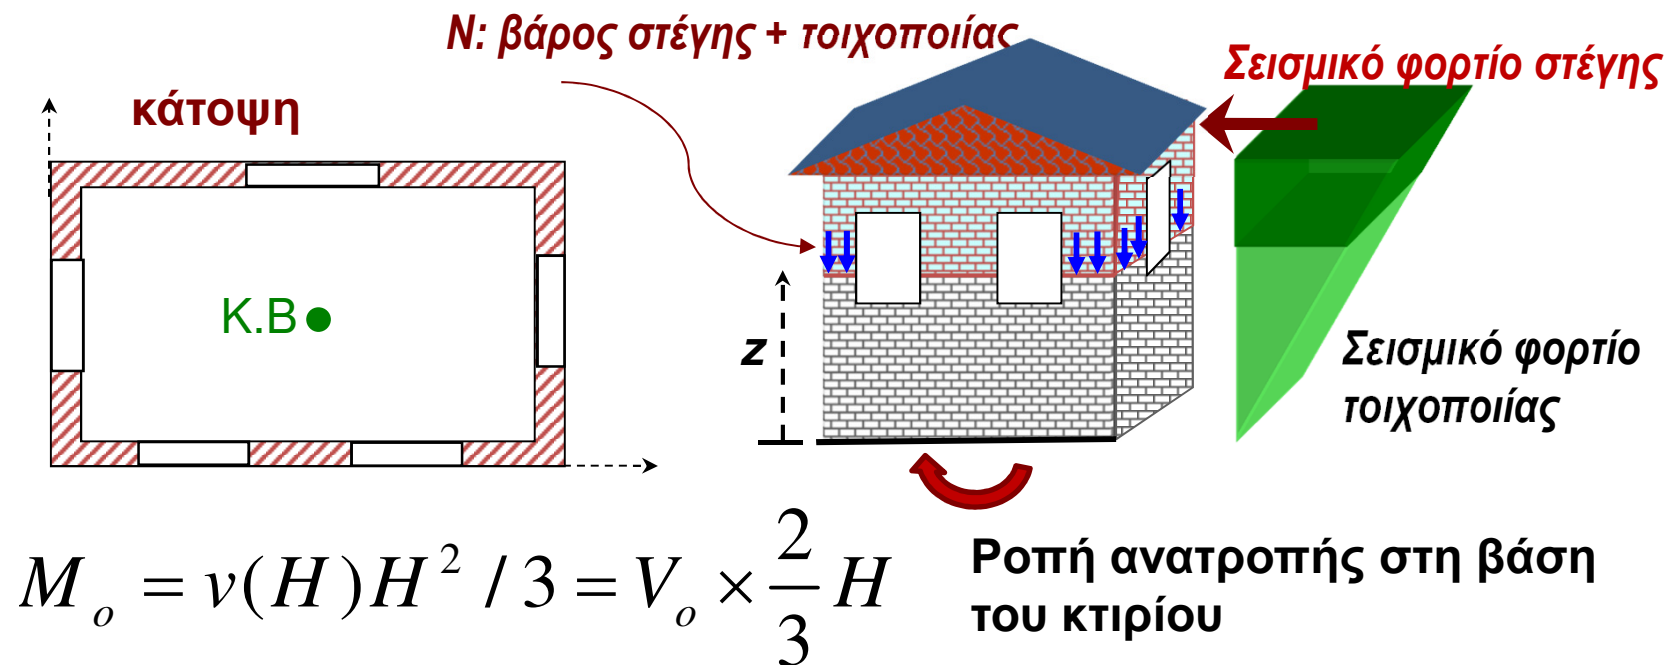 N: βάρος στέγης + τοιχοποιίας
Σεισμικό φορτίο στέγης
κάτοψη
K.B
z
Σεισμικό φορτίο
τοιχοποιίας
M_o = v(H)H^2 / 3 = V_o × 2/3 H
Ροπή ανατροπής στη βάση
του κτιρίου